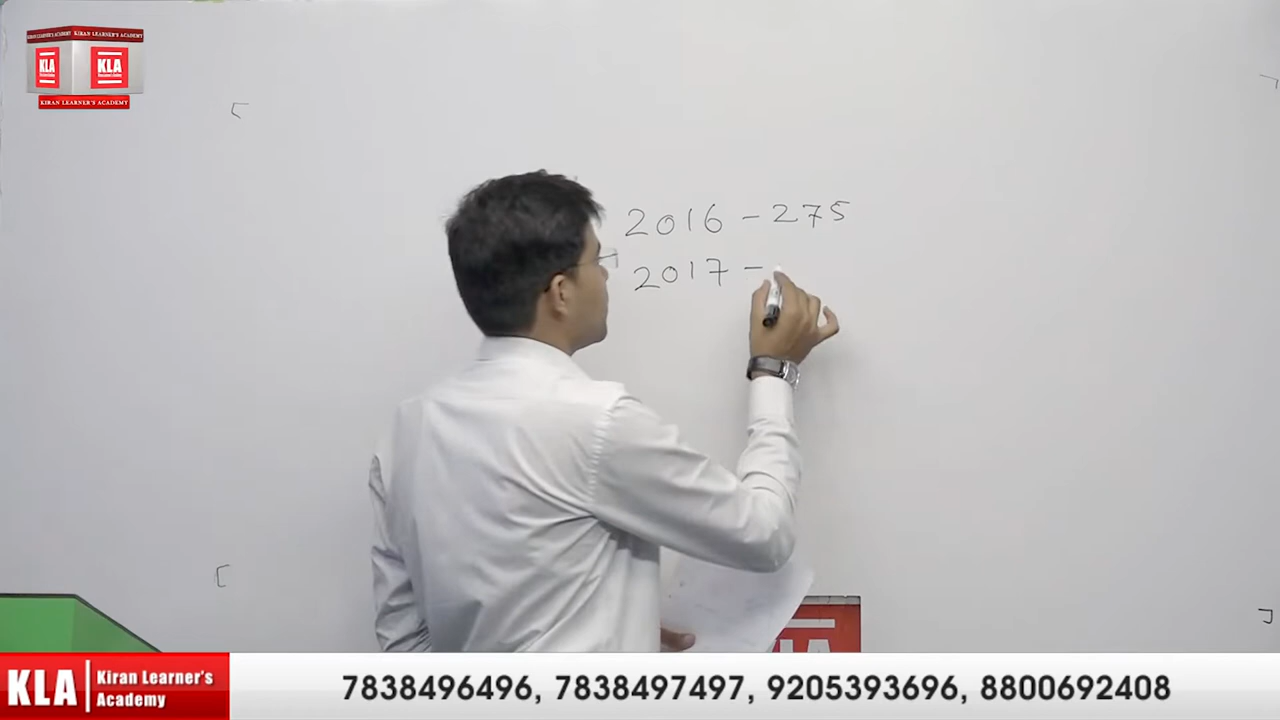 KIRAN LEARNER'S ACADEMY KIRAN LEARNER'S ACADEMY
KLA KLA
KIRAN LEARNER'S ACADEMY
2016 - 275
2017 -
KLA
KLA Kiran Learner's
Academy
7838496496, 7838497497, 9205393696, 8800692408